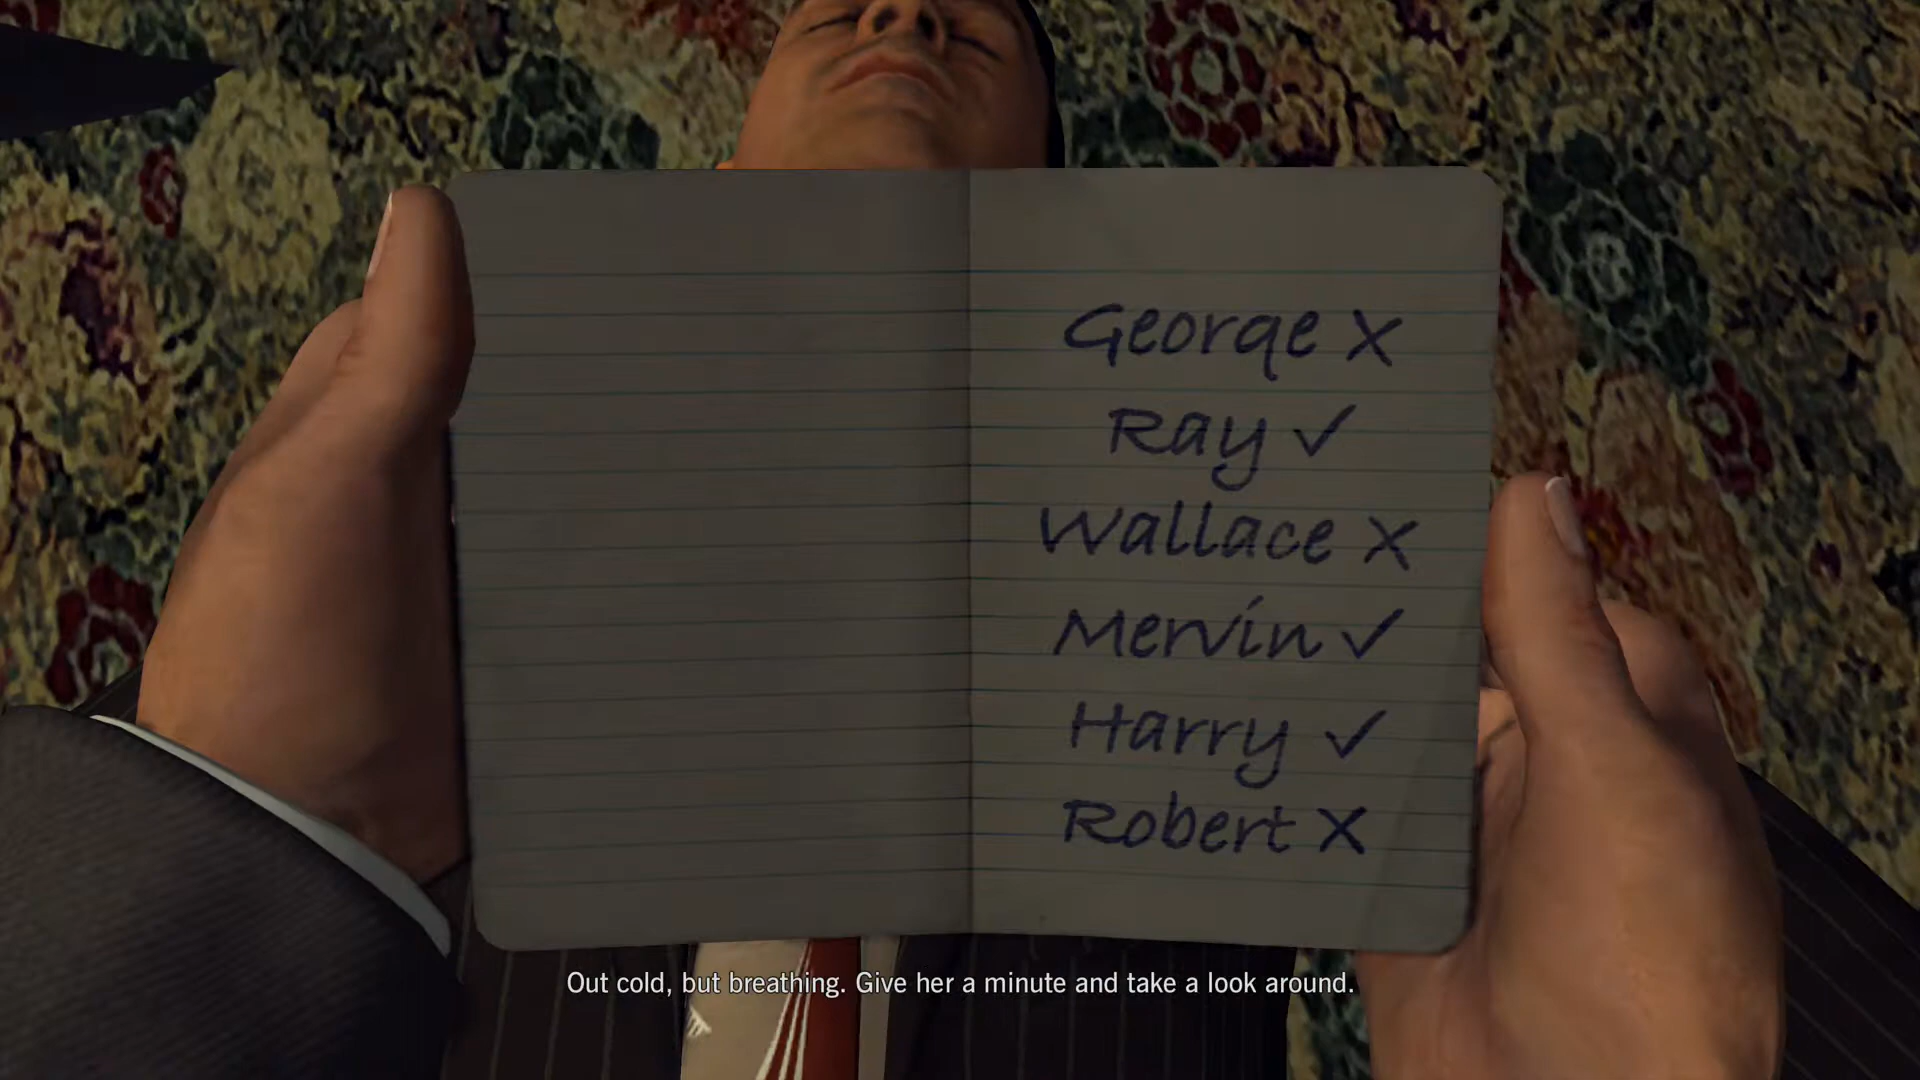 George X
Ray ✓
Wallace X
Mervin ✓
Harry ✓
Robert X
Out cold, but breathing. Give her a minute and take a look around.